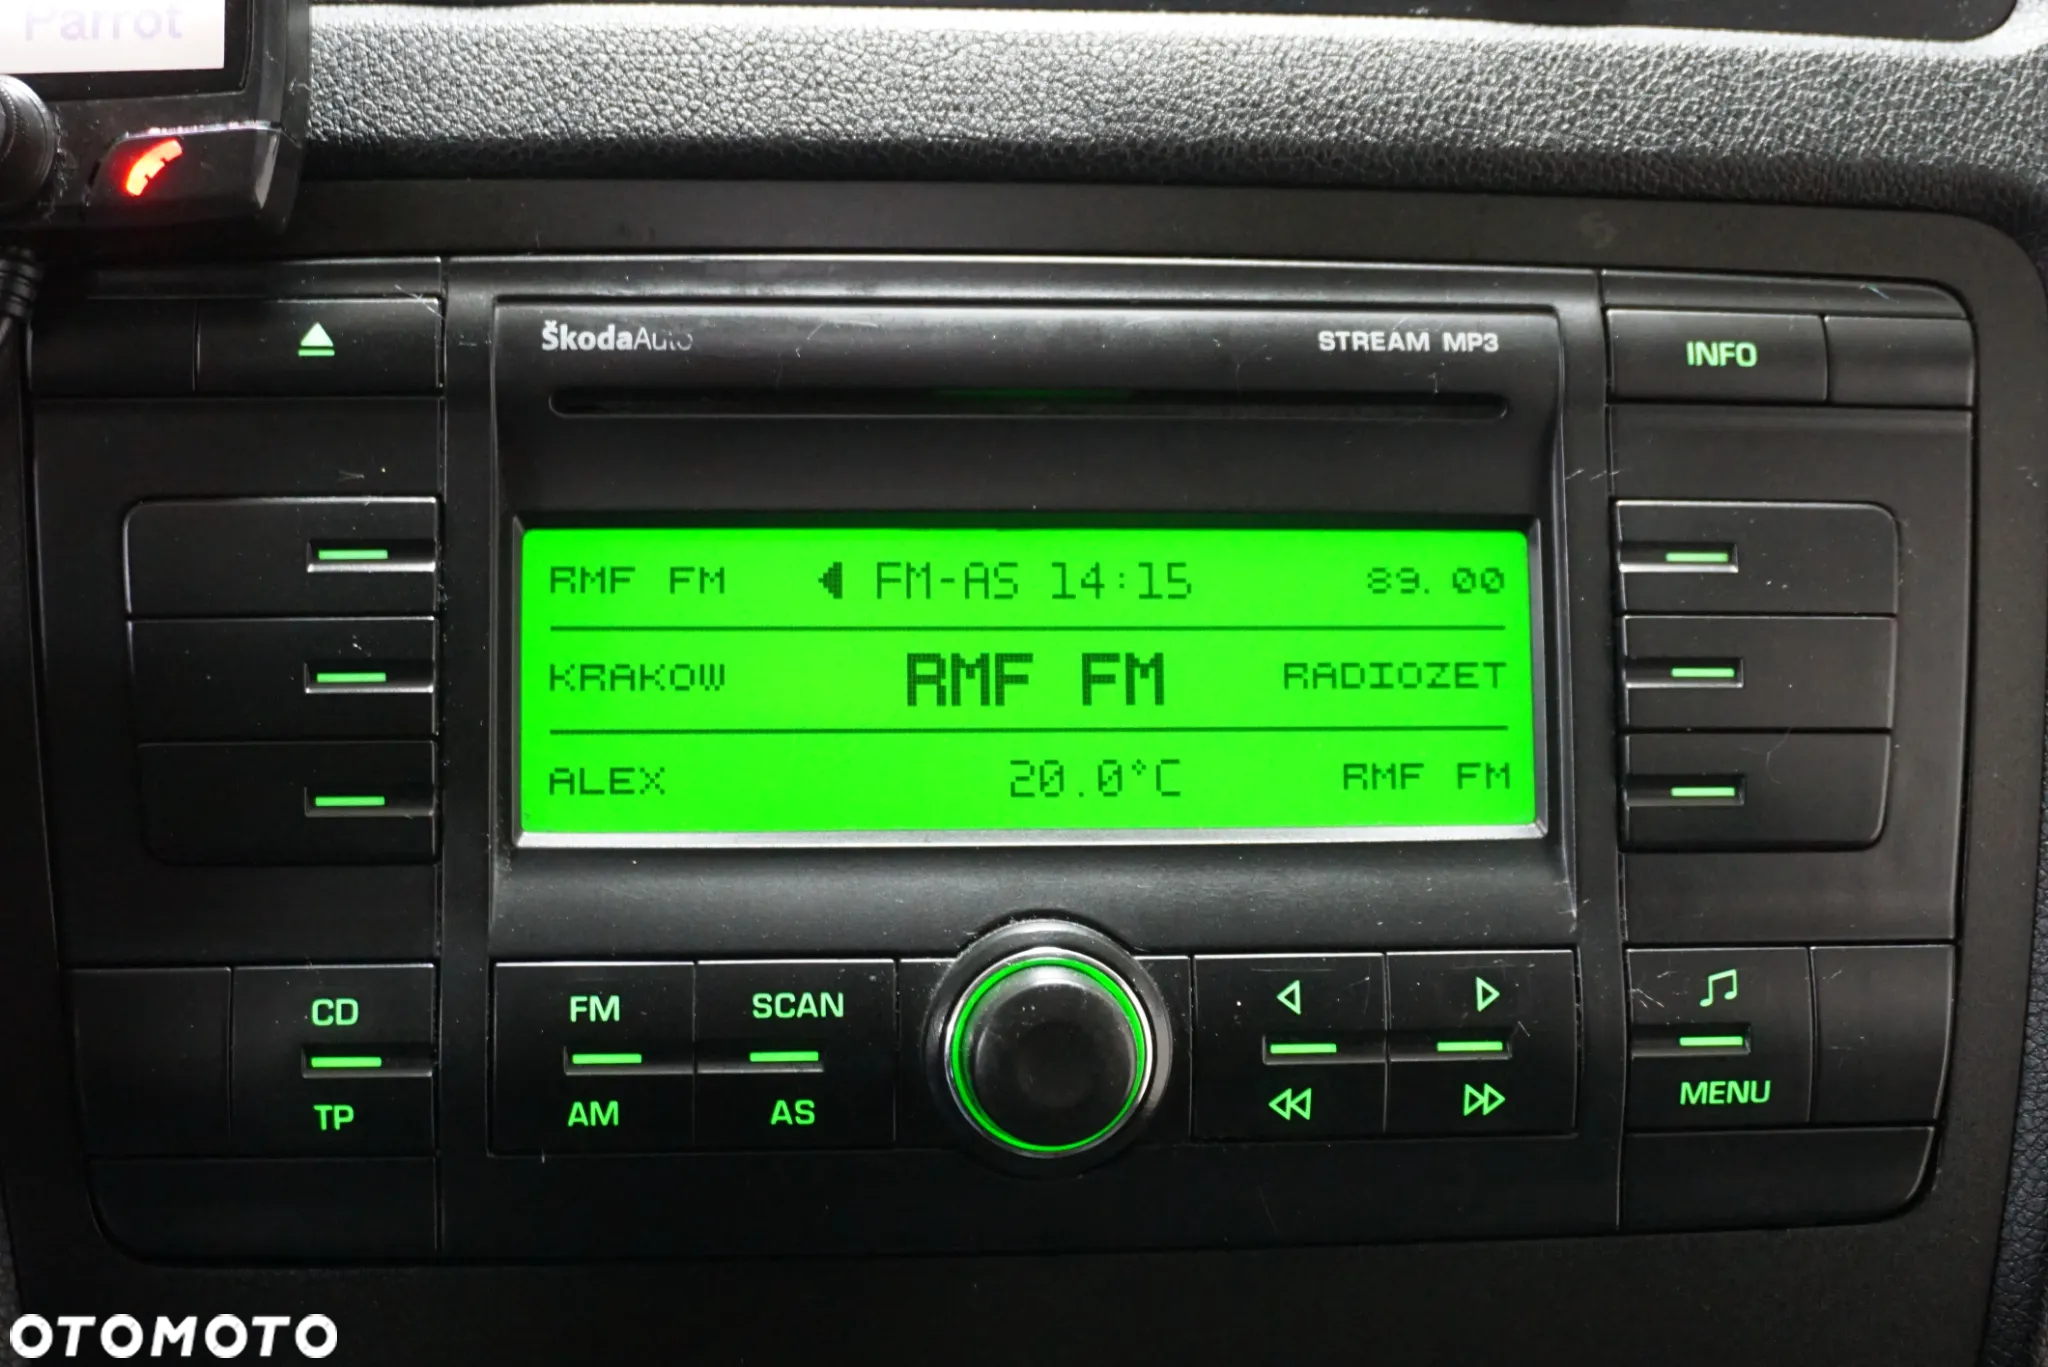 Parrot
ŠkodaAuto
STREAM MP3
INFO
RMF FM
FM-AS 14:15
89.00
KRAKOW
RMF FM
RADIOZET
ALEX
20.0°C
RMF FM
CD
TP
FM
AM
SCAN
AS
MENU
OTOMOTO